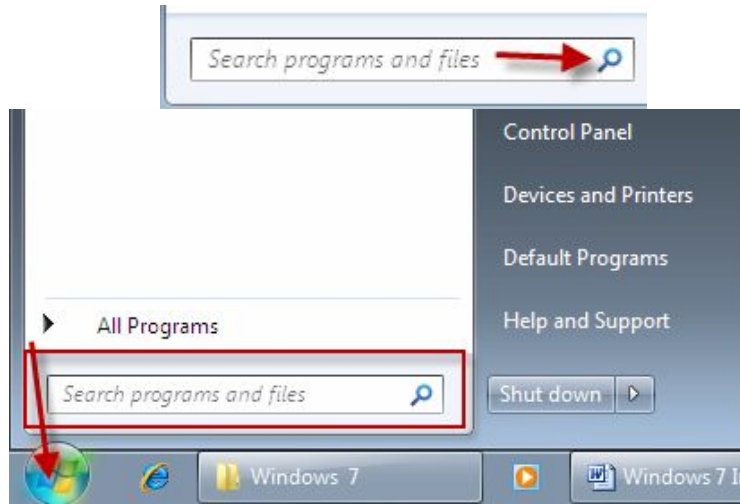 Search programs and files
Control Panel
Devices and Printers
Default Programs
All Programs
Help and Support
Search programs and files
Shut down
Windows 7
Windows 7 I